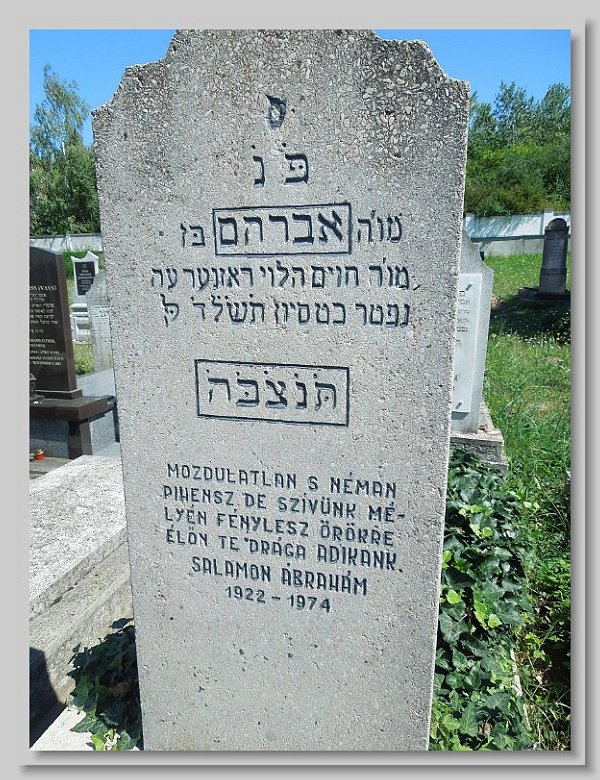 ס
פ נ
מו״ה אברהם בן
מו״ר חיים הלוי ראזנער ע״ה
נפטר כ״ט סיון תשל״ד לק
תנצבה
MOZDULATLAN S NÉMAN
PIHENSZ, DE SZÍVÜNK MÉ-
LYÉN FÉNYLESZ ÖRÖKRE
ÉLŐN TE DRÁGA ADIKÁNK.
SALAMON ÁBRAHÁM
1922 - 1974